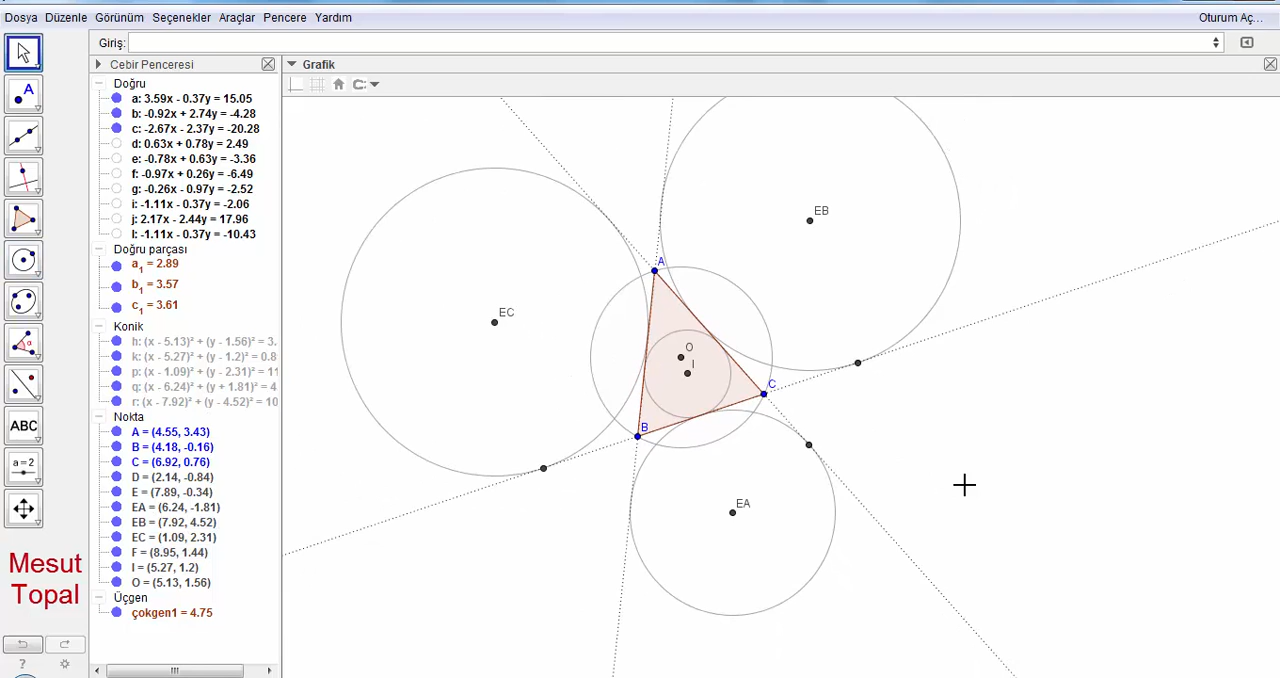 Dosya Düzenle Görünüm Seçenekler Araçlar Pencere Yardım Oturum Aç...
Giriş:
Cebir Penceresi
Grafik
Doğru
a: 3.59x - 0.37y = 15.05
b: -0.92x + 2.74y = -4.28
c: -2.67x - 2.37y = -20.28
d: 0.63x + 0.78y = 2.49
e: -0.78x + 0.63y = -3.36
f: -0.97x + 0.26y = -6.49
g: -0.26x - 0.97y = -2.52
i: -1.11x - 0.37y = -2.06
j: 2.17x - 2.44y = 17.96
l: -1.11x - 0.37y = -10.43
Doğru parçası
a1 = 2.89
b1 = 3.57
c1 = 3.61
Konik
h: (x - 5.13)² + (y - 1.56)² = 3.
k: (x - 5.27)² + (y - 1.2)² = 0.8
p: (x - 1.09)² + (y - 2.31)² = 11
q: (x - 6.24)² + (y + 1.81)² = 4
r: (x - 7.92)² + (y - 4.52)² = 10
Nokta
A = (4.55, 3.43)
B = (4.18, -0.16)
C = (6.92, 0.76)
D = (2.14, -0.84)
E = (7.89, -0.34)
EA = (6.24, -1.81)
EB = (7.92, 4.52)
EC = (1.09, 2.31)
F = (8.95, 1.44)
I = (5.27, 1.2)
O = (5.13, 1.56)
Üçgen
çokgen1 = 4.75
A
α
ABC
a=2
Mesut
Topal
?
EB
A
EC
O
I
C
B
EA